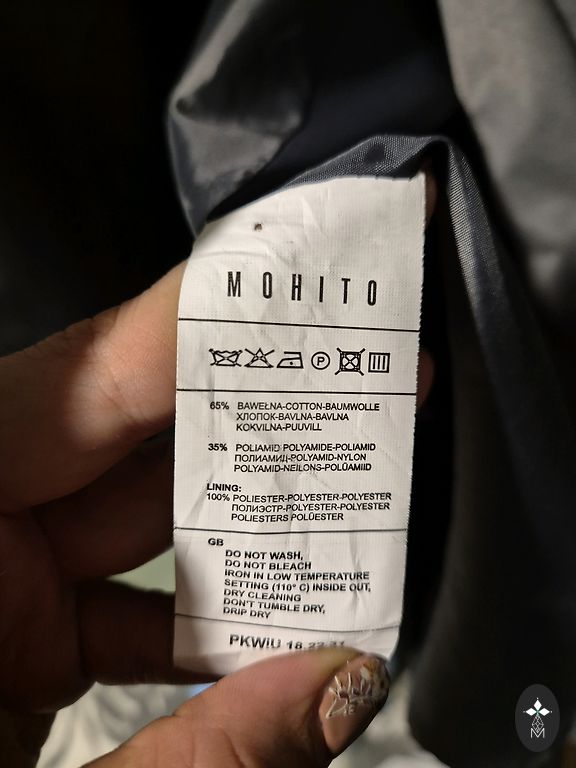 MOHITO
P
65% BAWEŁNA-COTTON-BAUMWOLLE
ХЛОПОК-BAVLNA-BAVLNA
KOKVILNA-PUUVILL
35% POLIAMID POLYAMIDE-POLIAMID
ПОЛИАМИД-POLYAMID-NYLON
POLYAMID-NEILONS-POLÜAMIID
LINING:
100% POLIESTER-POLYESTER-POLYESTER
ПОЛИЭСТР-POLYESTER-POLYESTER
POLIESTERS POLÜESTER
GB
DO NOT WASH,
DO NOT BLEACH
IRON IN LOW TEMPERATURE
SETTING (110° C) INSIDE OUT,
DRY CLEANING
DON'T TUMBLE DRY,
DRIP DRY
PKWiU 18.22
M